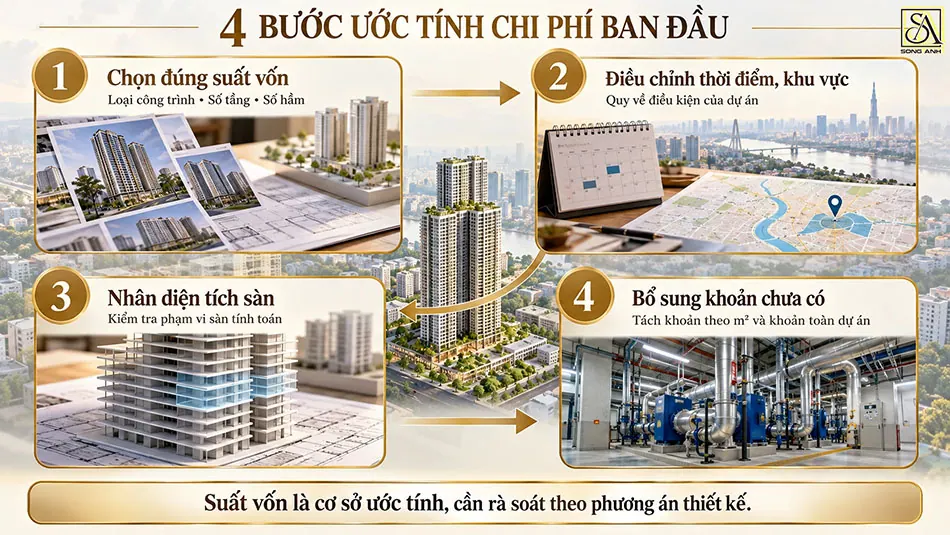 4 BƯỚC ƯỚC TÍNH CHI PHÍ BAN ĐẦU
SA
SONG ANH
1
Chọn đúng suất vốn
Loại công trình • Số tầng • Số hầm
2
Điều chỉnh thời điểm, khu vực
Quy về điều kiện của dự án
3
Nhân diện tích sàn
Kiểm tra phạm vi sàn tính toán
4
Bổ sung khoản chưa có
Tách khoản theo m² và khoản toàn dự án
Suất vốn là cơ sở ước tính, cần rà soát theo phương án thiết kế.